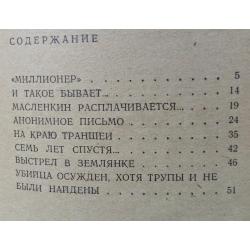 СОДЕРЖАНИЕ
«МИЛЛИОНЕР» . . . . . . . . . 5
И ТАКОЕ БЫВАЕТ... . . . . . . . 14
МАСЛЕНКИН РАСПЛАЧИВАЕТСЯ... 19
АНОНИМНОЕ ПИСЬМО . . . . . 24
НА КРАЮ ТРАНШЕИ . . . . . . 35
СЕМЬ ЛЕТ СПУСТЯ... . . . . . . 42
ВЫСТРЕЛ В ЗЕМЛЯНКЕ . . . . . 46
УБИЙЦА ОСУЖДЕН, ХОТЯ ТРУПЫ И НЕ
БЫЛИ НАЙДЕНЫ . . . . . . . 51